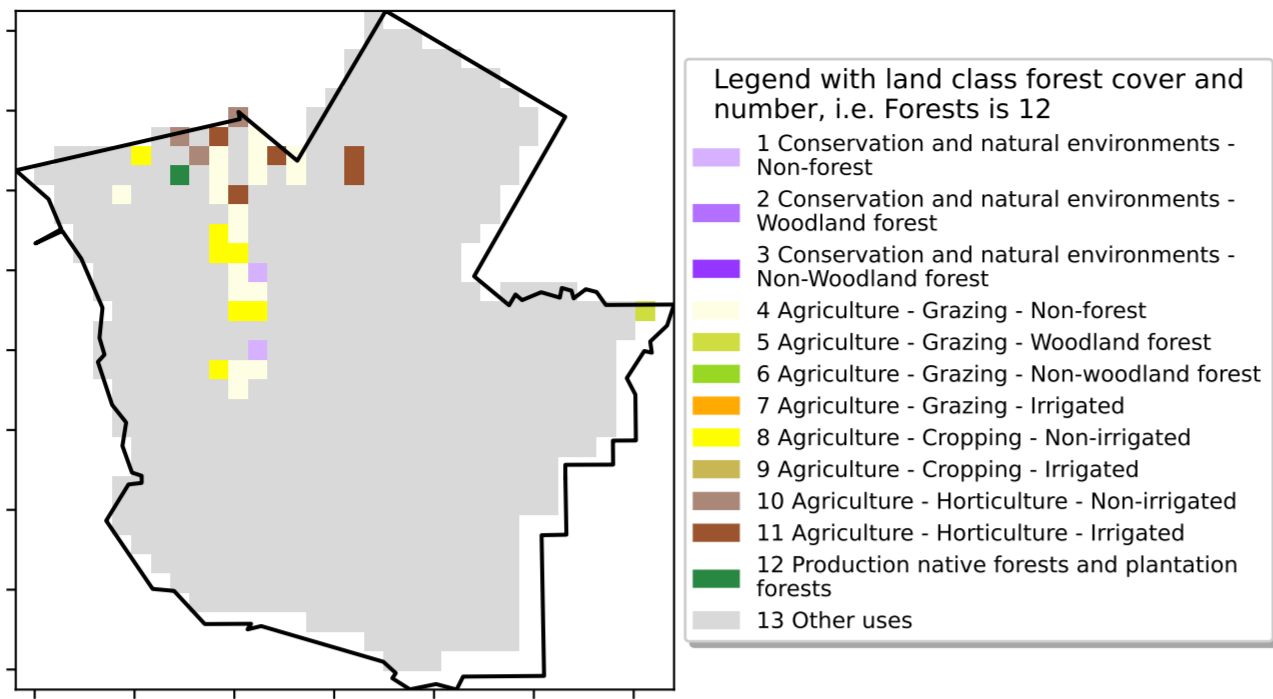 Legend with land class forest cover and
number, i.e. Forests is 12
1 Conservation and natural environments -
Non-forest
2 Conservation and natural environments -
Woodland forest
3 Conservation and natural environments -
Non-Woodland forest
4 Agriculture - Grazing - Non-forest
5 Agriculture - Grazing - Woodland forest
6 Agriculture - Grazing - Non-woodland forest
7 Agriculture - Grazing - Irrigated
8 Agriculture - Cropping - Non-irrigated
9 Agriculture - Cropping - Irrigated
10 Agriculture - Horticulture - Non-irrigated
11 Agriculture - Horticulture - Irrigated
12 Production native forests and plantation
forests
13 Other uses